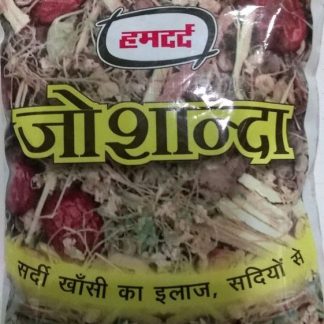 हमदर्द
जोशान्दा
सर्दी खाँसी का इलाज, सदियों से